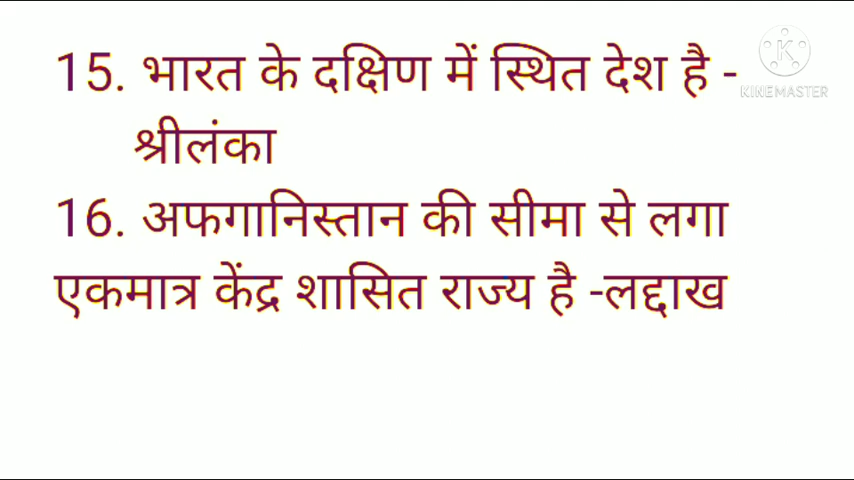 15. भारत के दक्षिण में स्थित देश है -
श्रीलंका
16. अफगानिस्तान की सीमा से लगा
एकमात्र केंद्र शासित राज्य है -लद्दाख
K
KINEMASTER